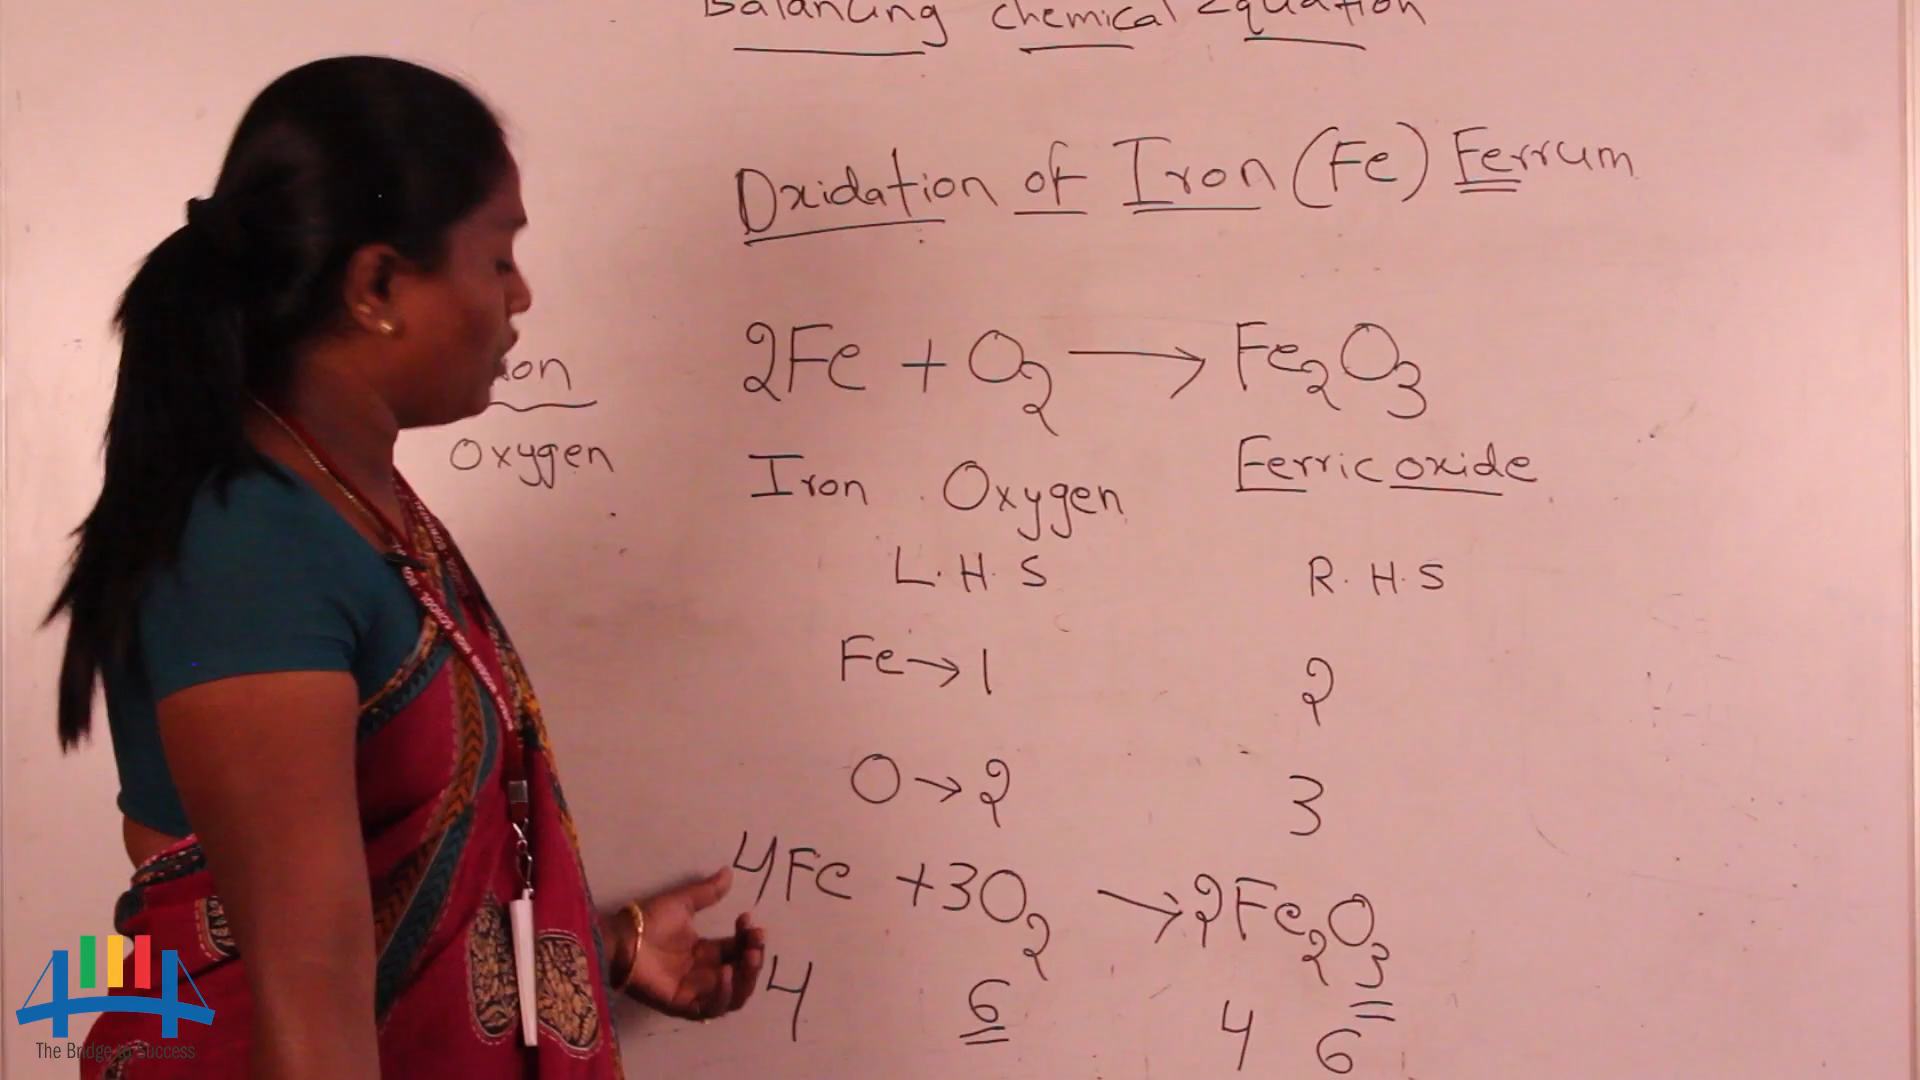 Balancing chemical Equation
Oxidation of Iron (Fe) Ferrum
2Fe + O2 → Fe2O3
Oxygen
Iron Oxygen Ferric oxide
L.H.S R.H.S
Fe → 1 2
O → 2 3
4Fe + 3O2 → 2Fe2O3
4 6 4 6
The Bridge to Success